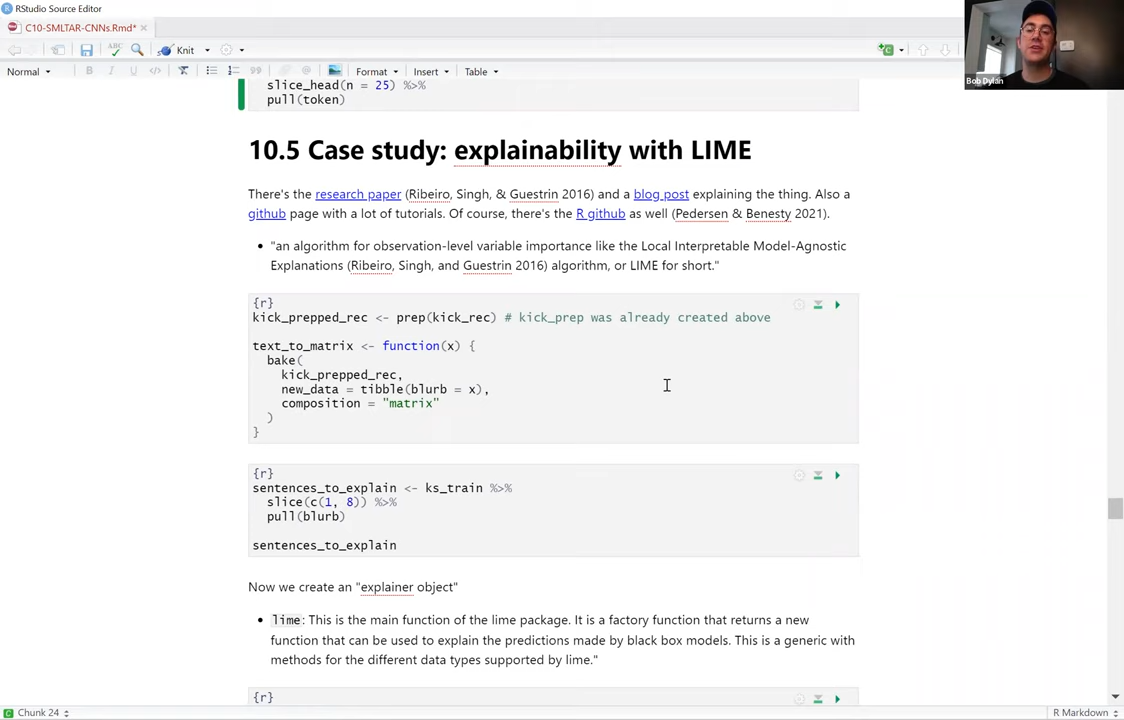 RStudio Source Editor
C10-SMLTAR-CNNs.Rmd*
ABC
Knit
Normal
B I U </>
Format
Insert
Table
Bob Dylan
slice_head(n = 25) %>%
pull(token)
10.5 Case study: explainability with LIME
There's the research paper (Ribeiro, Singh, & Guestrin 2016) and a blog post explaining the thing. Also a
github page with a lot of tutorials. Of course, there's the R github as well (Pedersen & Benesty 2021).
• "an algorithm for observation-level variable importance like the Local Interpretable Model-Agnostic
Explanations (Ribeiro, Singh, and Guestrin 2016) algorithm, or LIME for short."
{r}
kick_prepped_rec <- prep(kick_rec) # kick_prep was already created above
text_to_matrix <- function(x) {
bake(
kick_prepped_rec,
new_data = tibble(blurb = x),
composition = "matrix"
)
}
{r}
sentences_to_explain <- ks_train %>%
slice(c(1, 8)) %>%
pull(blurb)
sentences_to_explain
Now we create an "explainer object"
• lime: This is the main function of the lime package. It is a factory function that returns a new
function that can be used to explain the predictions made by black box models. This is a generic with
methods for the different data types supported by lime."
{r}
Chunk 24
R Markdown